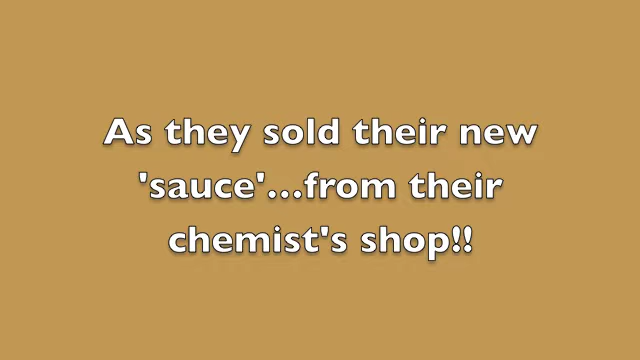 As they sold their new
'sauce'...from their
chemist's shop!!